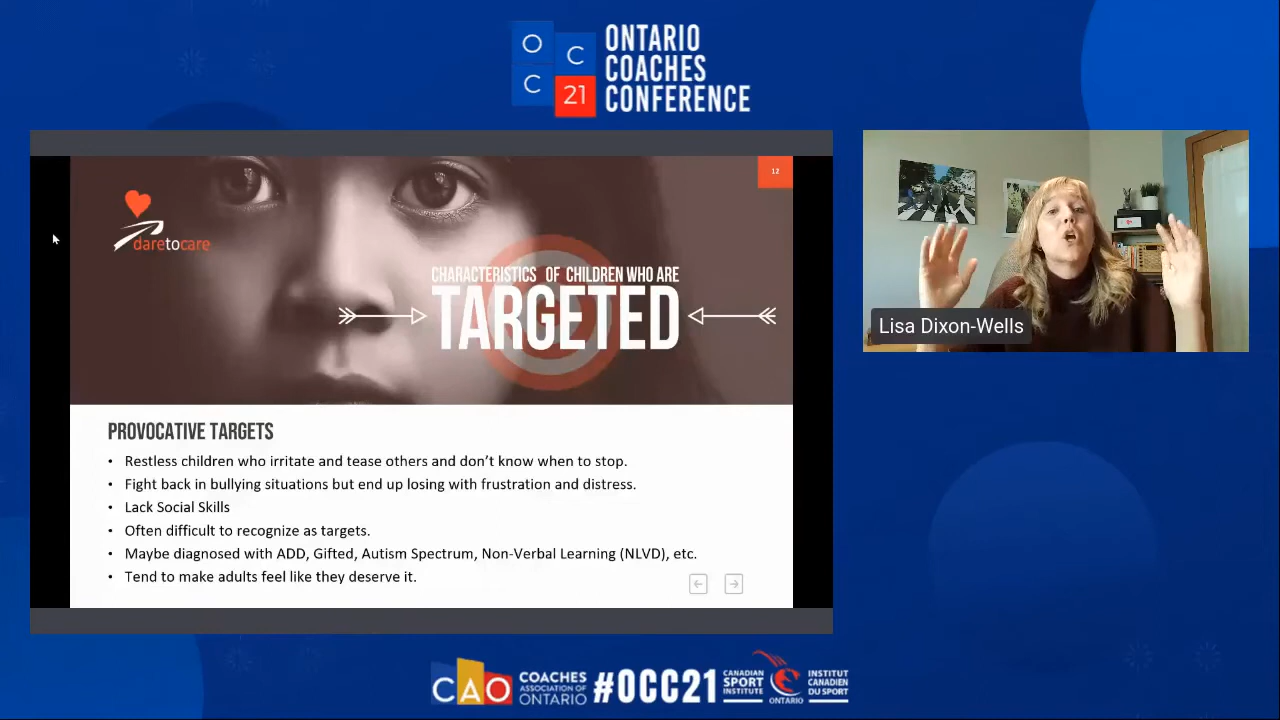 O
C
C
21
ONTARIO
COACHES
CONFERENCE
12
daretocare
CHARACTERISTICS OF CHILDREN WHO ARE
TARGETED
PROVOCATIVE TARGETS
• Restless children who irritate and tease others and don't know when to stop.
• Fight back in bullying situations but end up losing with frustration and distress.
• Lack Social Skills
• Often difficult to recognize as targets.
• Maybe diagnosed with ADD, Gifted, Autism Spectrum, Non-Verbal Learning (NLVD), etc.
• Tend to make adults feel like they deserve it.
Lisa Dixon-Wells
CAO
COACHES
ASSOCIATION OF
ONTARIO
#OCC21
CANADIAN
SPORT
INSTITUTE
ONTARIO
INSTITUT
CANADIEN
DU SPORT